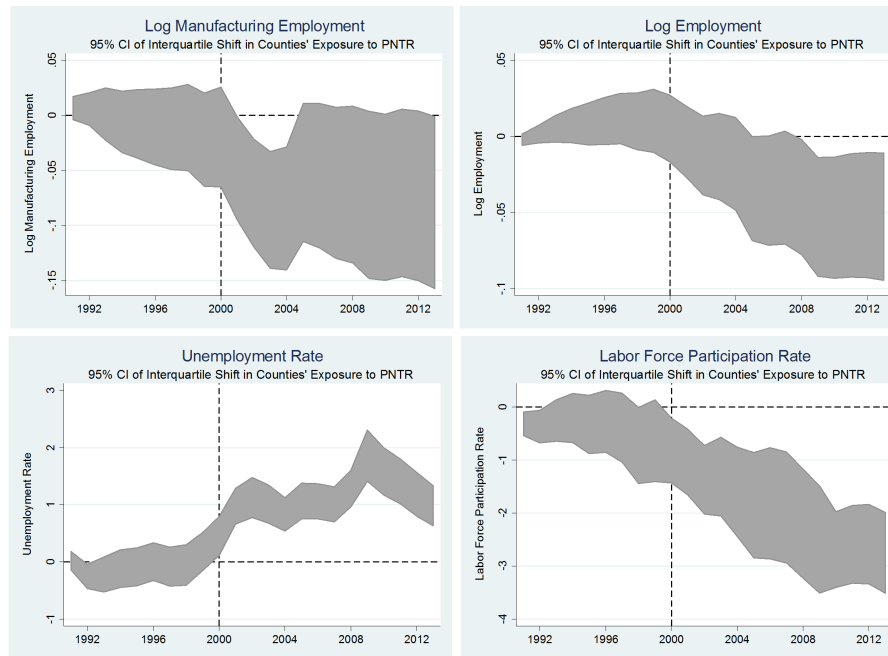 Log Manufacturing Employment
95% CI of Interquartile Shift in Counties' Exposure to PNTR
Log Manufacturing Employment
.05
0
-.05
-.1
-.15
1992 1996 2000 2004 2008 2012
Log Employment
95% CI of Interquartile Shift in Counties' Exposure to PNTR
Log Employment
.05
0
-.05
-.1
1992 1996 2000 2004 2008 2012
Unemployment Rate
95% CI of Interquartile Shift in Counties' Exposure to PNTR
Unemployment Rate
3
2
1
0
-1
1992 1996 2000 2004 2008 2012
Labor Force Participation Rate
95% CI of Interquartile Shift in Counties' Exposure to PNTR
Labor Force Participation Rate
0
-1
-2
-3
-4
1992 1996 2000 2004 2008 2012